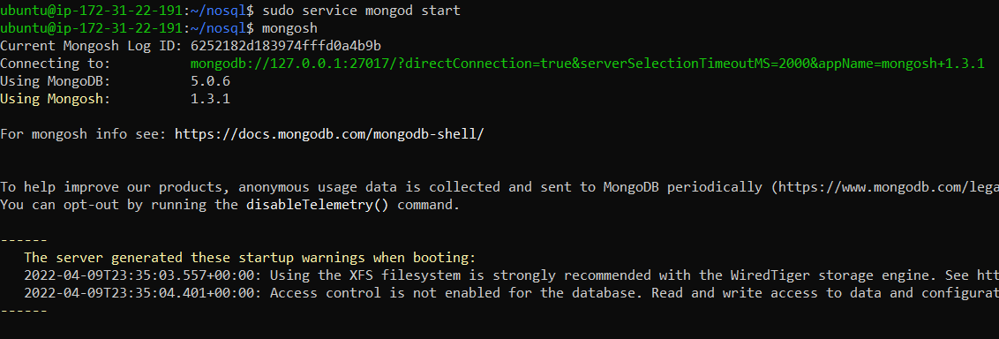 ubuntu@ip-172-31-22-191:~/nosql$ sudo service mongod start
ubuntu@ip-172-31-22-191:~/nosql$ mongosh
Current Mongosh Log ID: 6252182d183974fffd0a4b9b
Connecting to: mongodb://127.0.0.1:27017/?directConnection=true&serverSelectionTimeoutMS=2000&appName=mongosh+1.3.1
Using MongoDB: 5.0.6
Using Mongosh: 1.3.1
For mongosh info see: https://docs.mongodb.com/mongodb-shell/
To help improve our products, anonymous usage data is collected and sent to MongoDB periodically (https://www.mongodb.com/lega
You can opt-out by running the disableTelemetry() command.
------
The server generated these startup warnings when booting:
2022-04-09T23:35:03.557+00:00: Using the XFS filesystem is strongly recommended with the WiredTiger storage engine. See htt
2022-04-09T23:35:04.401+00:00: Access control is not enabled for the database. Read and write access to data and configurat
------